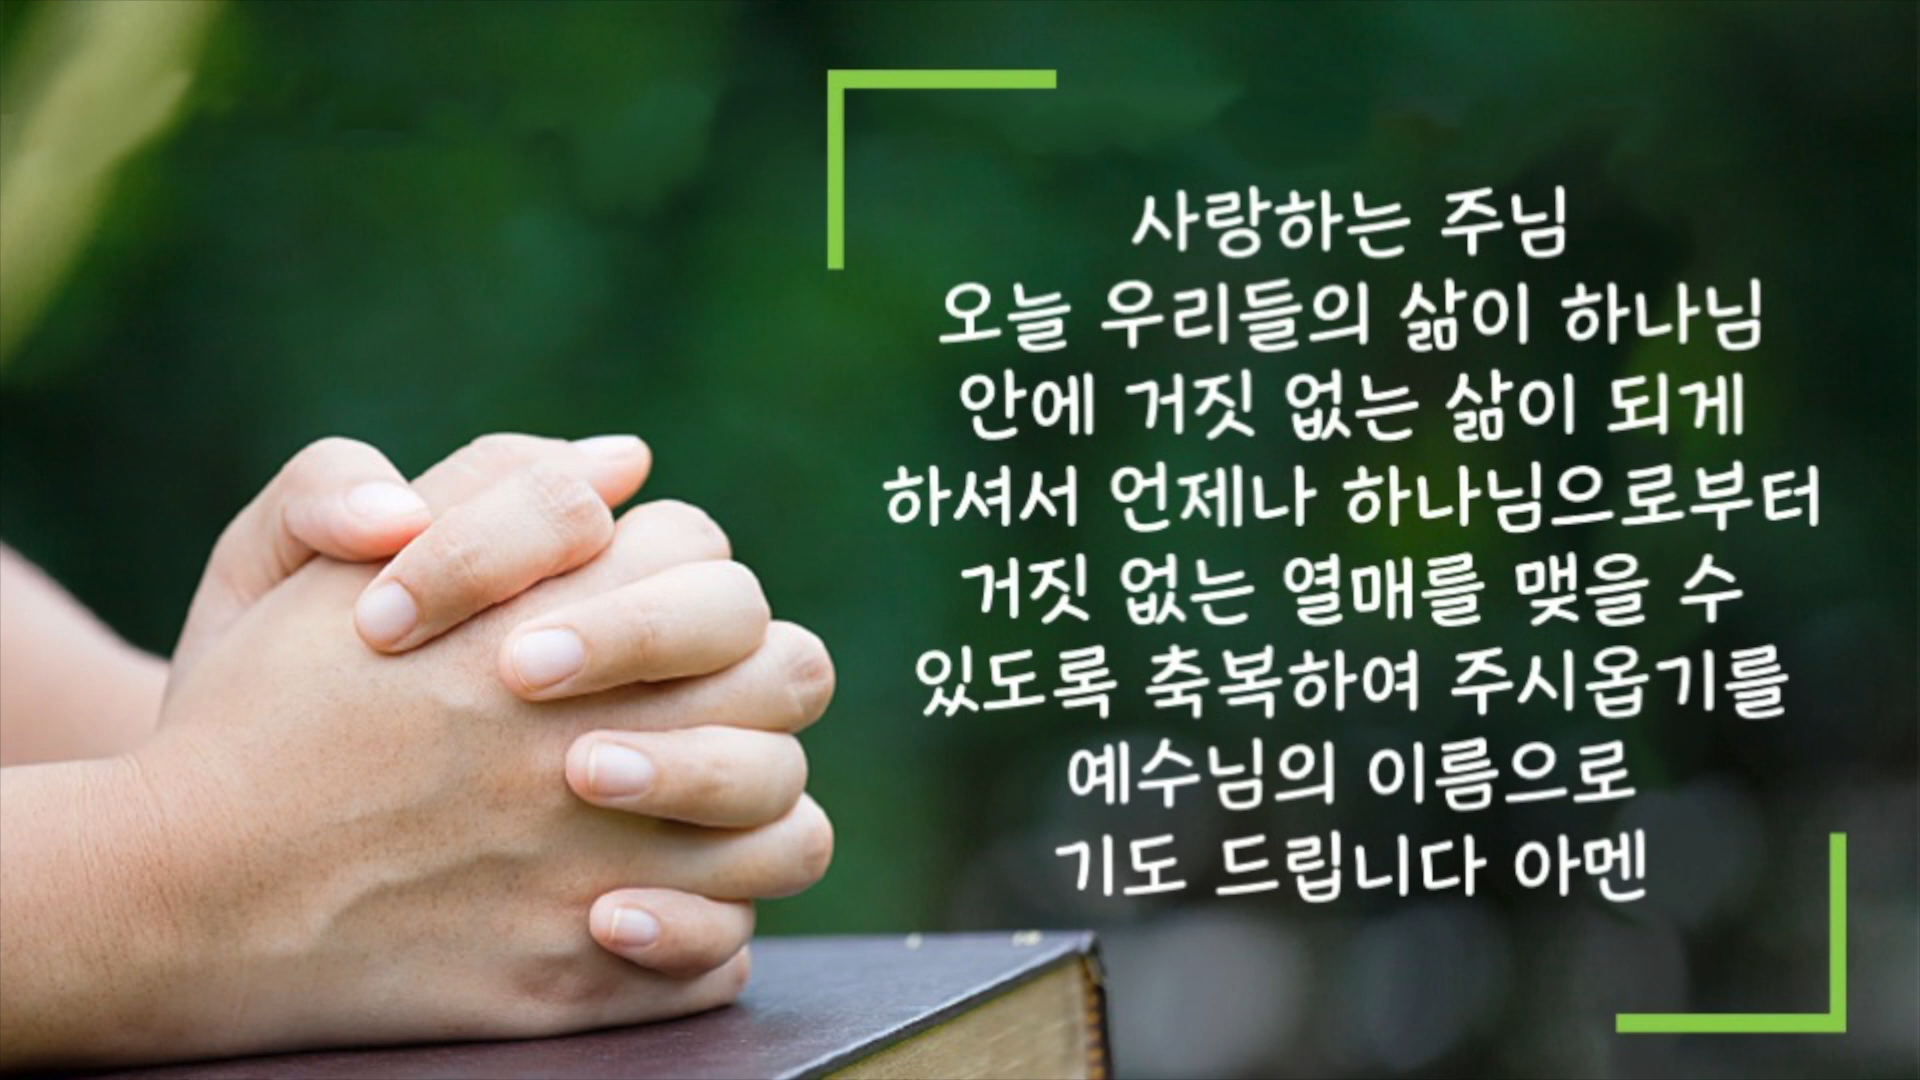 사랑하는 주님
오늘 우리들의 삶이 하나님
안에 거짓 없는 삶이 되게
하셔서 언제나 하나님으로부터
거짓 없는 열매를 맺을 수
있도록 축복하여 주시옵기를
예수님의 이름으로
기도 드립니다 아멘